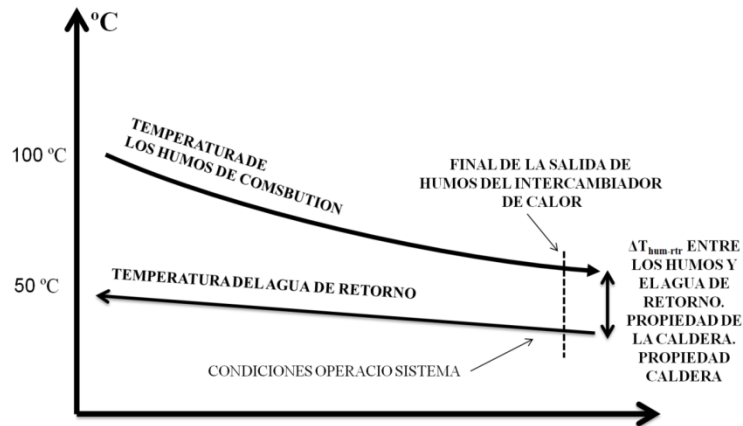 ºC
TEMPERATURA DE
LOS HUMOS DE COMSBUTION
100 ºC
FINAL DE LA SALIDA DE
HUMOS DEL INTERCAMBIADOR
DE CALOR
50 ºC
TEMPERATURA DEL AGUA DE RETORNO
ΔThum-rtr ENTRE
LOS HUMOS Y
EL AGUA DE
RETORNO.
PROPIEDAD DE
LA CALDERA.
PROPIEDAD
CALDERA
CONDICIONES OPERACIO SISTEMA